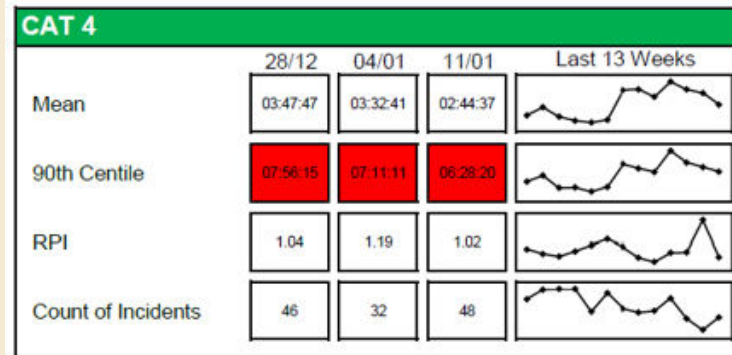 CAT 4
28/12 04/01 11/01 Last 13 Weeks
Mean 03:47:47 03:32:41 02:44:37
90th Centile 07:56:15 07:11:11 06:28:20
RPI 1.04 1.19 1.02
Count of Incidents 46 32 48